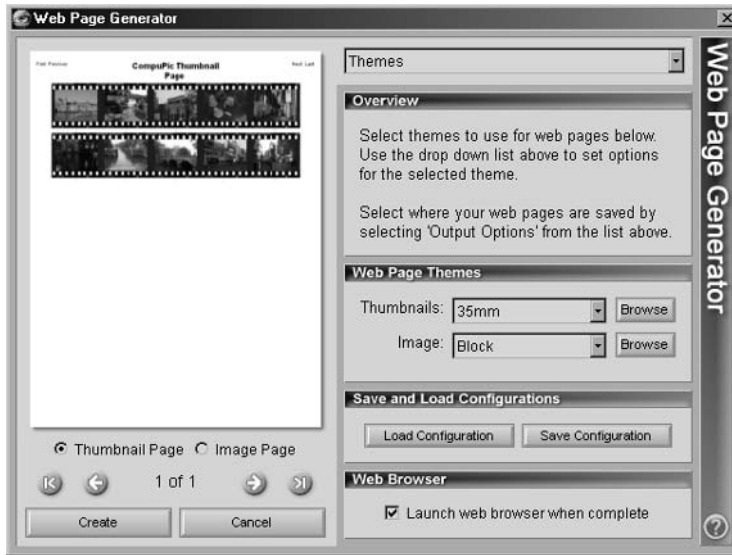 Web Page Generator
First Previous
CompuPic Thumbnail
Page
Next Last
Thumbnail Page
Image Page
1 of 1
Create
Cancel
Themes
Overview
Select themes to use for web pages below.
Use the drop down list above to set options
for the selected theme.
Select where your web pages are saved by
selecting 'Output Options' from the list above.
Web Page Themes
Thumbnails:
35mm
Browse
Image:
Block
Browse
Save and Load Configurations
Load Configuration
Save Configuration
Web Browser
Launch web browser when complete
Web Page Generator
?